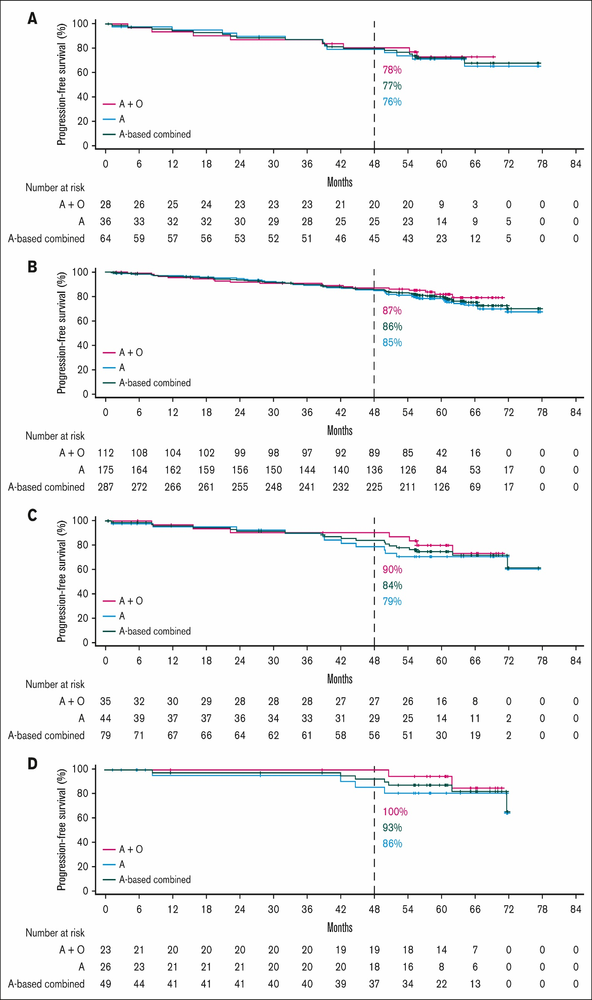 A
Progression-free survival (%)
100
80
60
40
20
0
78%
77%
76%
A + O
A
A-based combined
0 6 12 18 24 30 36 42 48 54 60 66 72 78 84
Months
Number at risk
A + O 28 26 25 24 23 23 23 21 20 20 9 3 0 0 0
A 36 33 32 32 30 29 28 25 25 23 14 9 5 0 0
A-based combined 64 59 57 56 53 52 51 46 45 43 23 12 5 0 0
B
Progression-free survival (%)
100
80
60
40
20
0
87%
86%
85%
A + O
A
A-based combined
0 6 12 18 24 30 36 42 48 54 60 66 72 78 84
Months
Number at risk
A + O 112 108 104 102 99 98 97 92 89 85 42 16 0 0 0
A 175 164 162 159 156 150 144 140 136 126 84 53 17 0 0
A-based combined 287 272 266 261 255 248 241 232 225 211 126 69 17 0 0
C
Progression-free survival (%)
100
80
60
40
20
0
90%
84%
79%
A + O
A
A-based combined
0 6 12 18 24 30 36 42 48 54 60 66 72 78 84
Months
Number at risk
A + O 35 32 30 29 28 28 28 27 27 26 16 8 0 0 0
A 44 39 37 37 36 34 33 31 29 25 14 11 2 0 0
A-based combined 79 71 67 66 64 62 61 58 56 51 30 19 2 0 0
D
Progression-free survival (%)
100
80
60
40
20
0
100%
93%
86%
A + O
A
A-based combined
0 6 12 18 24 30 36 42 48 54 60 66 72 78 84
Months
Number at risk
A + O 23 21 20 20 20 20 20 19 19 18 14 7 0 0 0
A 26 23 21 21 21 20 20 20 18 16 8 6 0 0 0
A-based combined 49 44 41 41 41 40 40 39 37 34 22 13 0 0 0